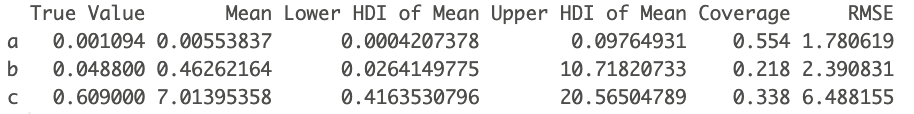 True Value Mean Lower HDI of Mean Upper HDI of Mean Coverage RMSE
a 0.001094 0.00553837 0.0004207378 0.09764931 0.554 1.780619
b 0.048800 0.46262164 0.0264149775 10.71820733 0.218 2.390831
c 0.609000 7.01395358 0.4163530796 20.56504789 0.338 6.488155